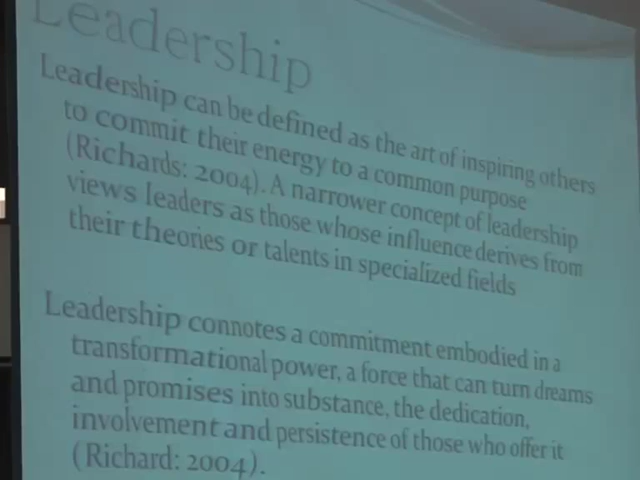 Leadership
Leadership can be defined as the art of inspiring others
to commit their energy to a common purpose
(Richards: 2004). A narrower concept of leadership
views leaders as those whose influence derives from
their theories or talents in specialized fields
Leadership connotes a commitment embodied in a
transformational power, a force that can turn dreams
and promises into substance, the dedication,
involvement and persistence of those who offer it
(Richard: 2004).